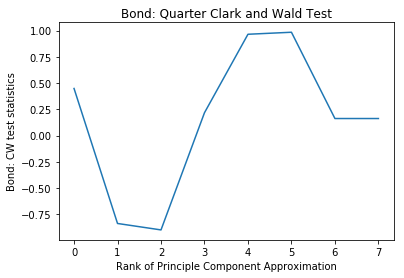 Bond: Quarter Clark and Wald Test
Bond: CW test statistics
1.00
0.75
0.50
0.25
0.00
−0.25
−0.50
−0.75
0 1 2 3 4 5 6 7
Rank of Principle Component Approximation